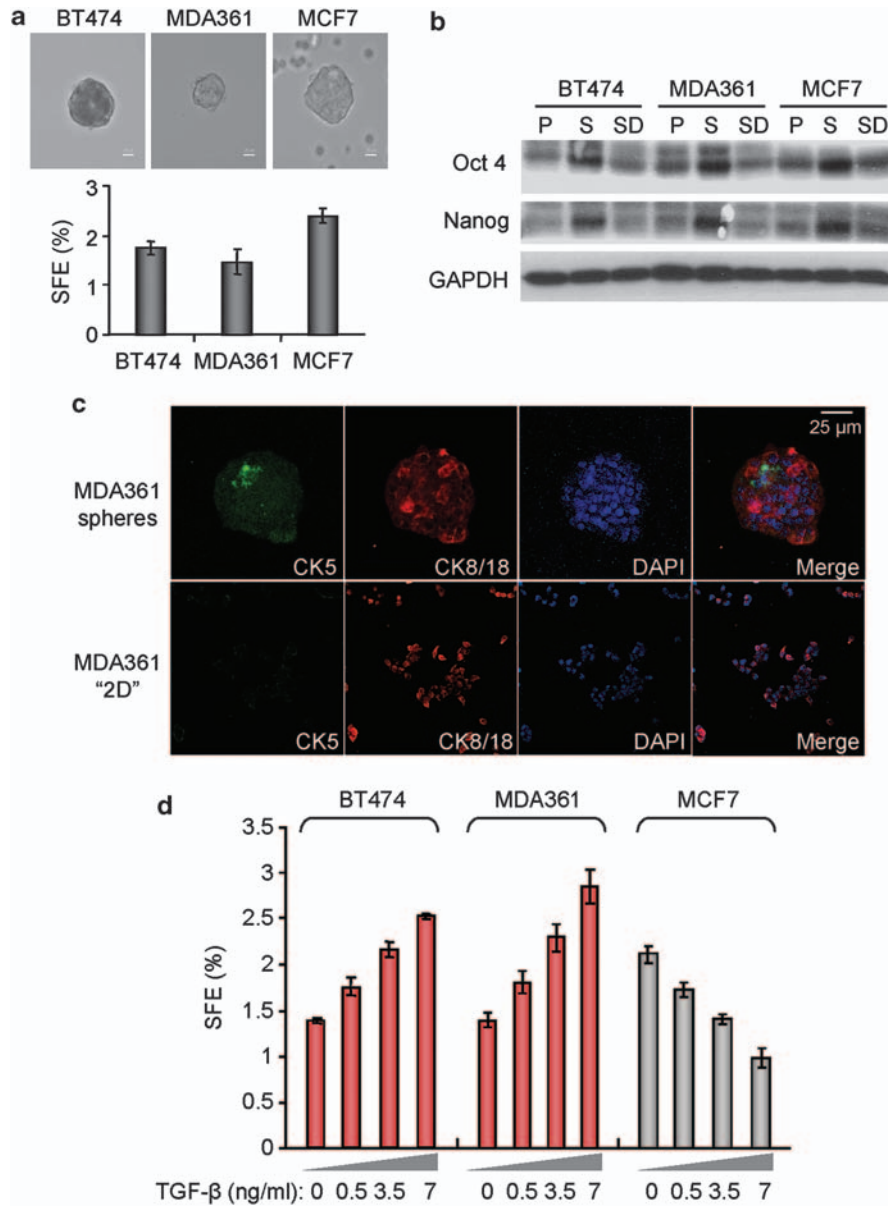 a
BT474 MDA361 MCF7
3
2
1
0
SFE (%)
BT474 MDA361 MCF7
b
BT474 MDA361 MCF7
P S SD P S SD P S SD
Oct 4
Nanog
GAPDH
c
25 µm
MDA361
spheres
CK5 CK8/18 DAPI Merge
MDA361
“2D”
CK5 CK8/18 DAPI Merge
d
BT474 MDA361 MCF7
3.5
3
2.5
2
1.5
1
0.5
0
SFE (%)
TGF-β (ng/ml): 0 0.5 3.5 7 0 0.5 3.5 7 0 0.5 3.5 7